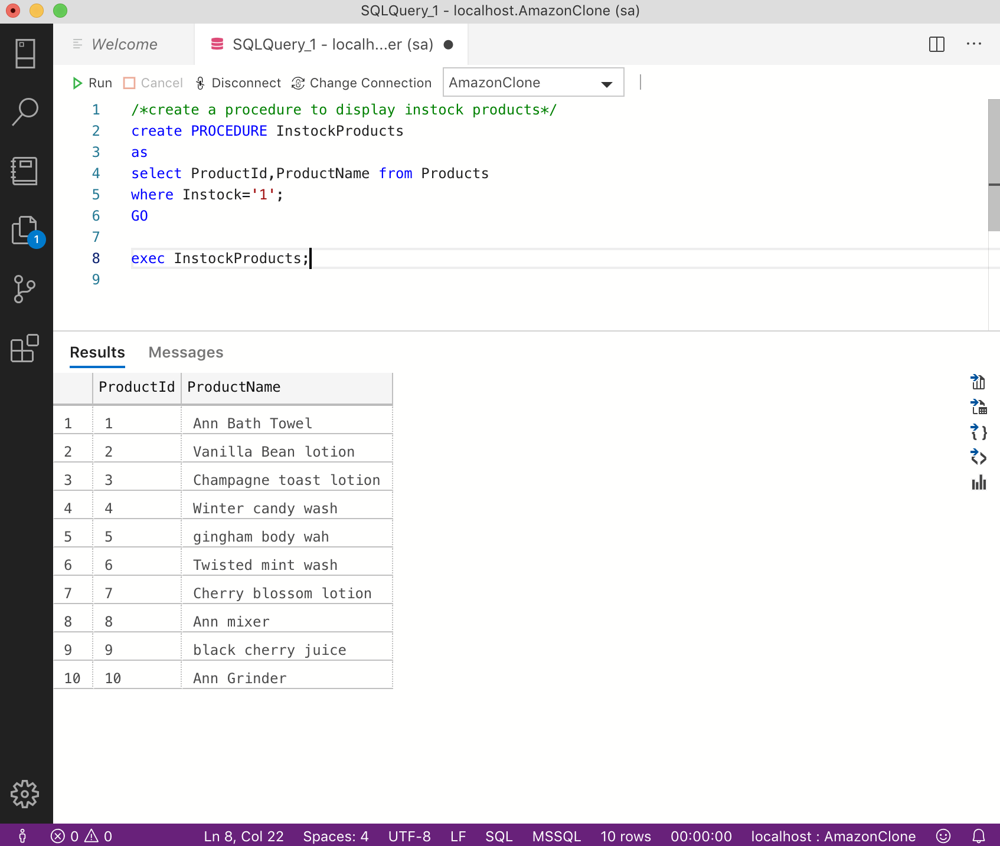 SQLQuery_1 - localhost.AmazonClone (sa)
Welcome
SQLQuery_1 - localh...er (sa)
Run Cancel Disconnect Change Connection AmazonClone
1 /*create a procedure to display instock products*/
2 create PROCEDURE InstockProducts
3 as
4 select ProductId,ProductName from Products
5 where Instock='1';
6 GO
7
8 exec InstockProducts;
9
1
Results Messages
ProductId ProductName
1 1 Ann Bath Towel
2 2 Vanilla Bean lotion
3 3 Champagne toast lotion
4 4 Winter candy wash
5 5 gingham body wah
6 6 Twisted mint wash
7 7 Cherry blossom lotion
8 8 Ann mixer
9 9 black cherry juice
10 10 Ann Grinder
0 0 Ln 8, Col 22 Spaces: 4 UTF-8 LF SQL MSSQL 10 rows 00:00:00 localhost : AmazonClone